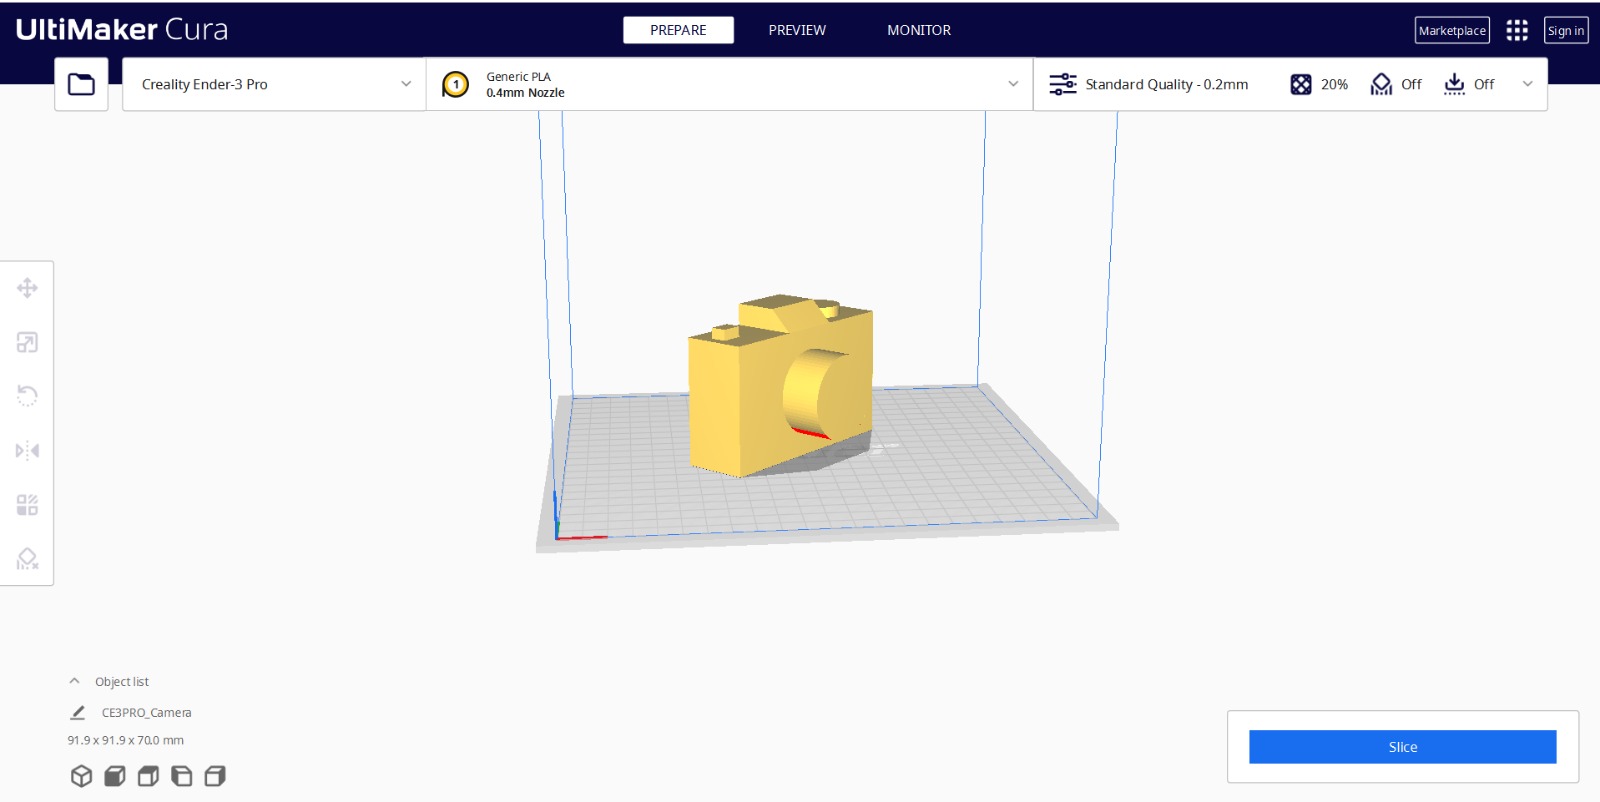 UltiMaker Cura
PREPARE
PREVIEW
MONITOR
Marketplace
Sign in
Creality Ender-3 Pro
1
Generic PLA
0.4mm Nozzle
Standard Quality - 0.2mm
20%
Off
Off
Object list
CE3PRO_Camera
91.9 x 91.9 x 70.0 mm
Slice